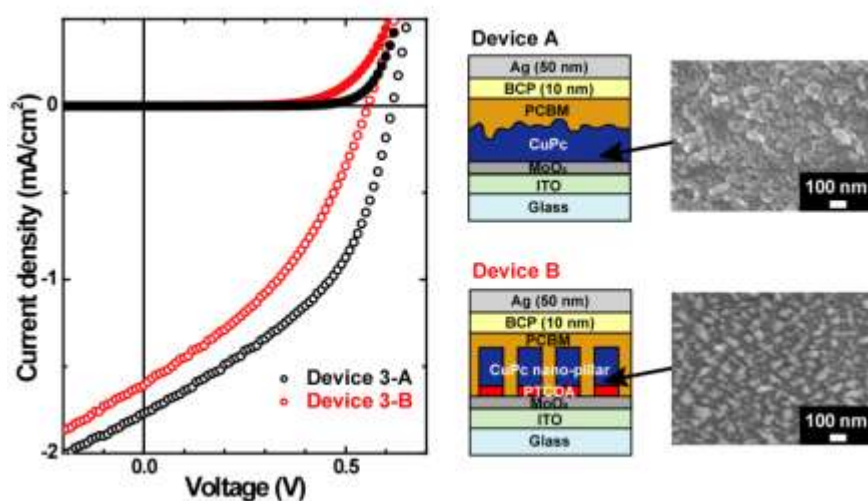 Current density (mA/cm²)
0
-1
-2
0.0
0.5
Voltage (V)
Device 3-A
Device 3-B
Device A
Ag (50 nm)
BCP (10 nm)
PCBM
CuPc
MoOₓ
ITO
Glass
100 nm
Device B
Ag (50 nm)
BCP (10 nm)
PCBM
CuPc nano-pillar
PTCDA
MoOₓ
ITO
Glass
100 nm